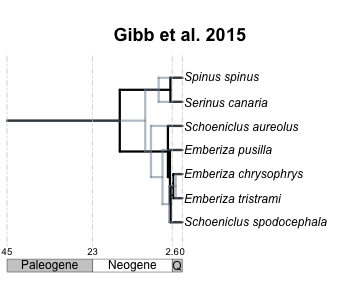 Gibb et al. 2015
Spinus spinus
Serinus canaria
Schoeniclus aureolus
Emberiza pusilla
Emberiza chrysophrys
Emberiza tristrami
Schoeniclus spodocephala
45 23 2.6 0
Paleogene Neogene Q